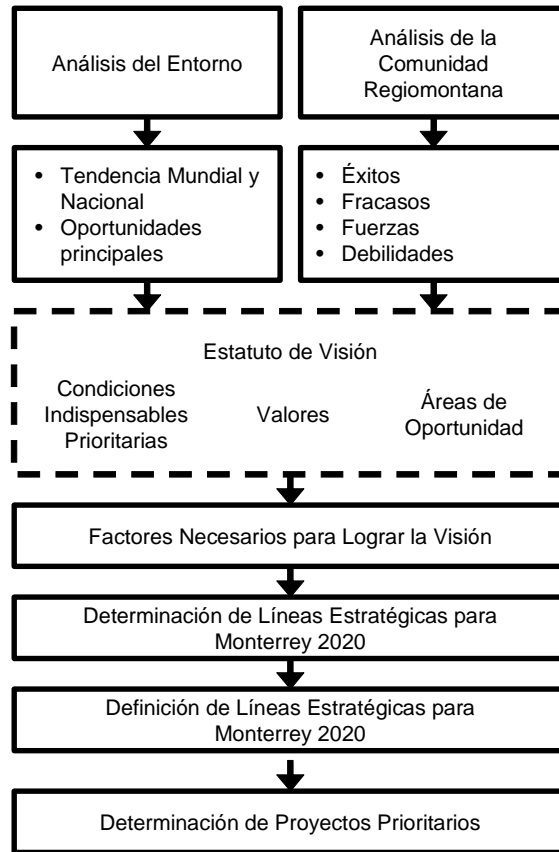 Análisis del Entorno
Análisis de la
Comunidad
Regiomontana
• Tendencia Mundial y
Nacional
• Oportunidades
principales
• Éxitos
• Fracasos
• Fuerzas
• Debilidades
Estatuto de Visión
Condiciones
Indispensables
Prioritarias
Valores
Áreas de
Oportunidad
Factores Necesarios para Lograr la Visión
Determinación de Líneas Estratégicas para
Monterrey 2020
Definición de Líneas Estratégicas para
Monterrey 2020
Determinación de Proyectos Prioritarios